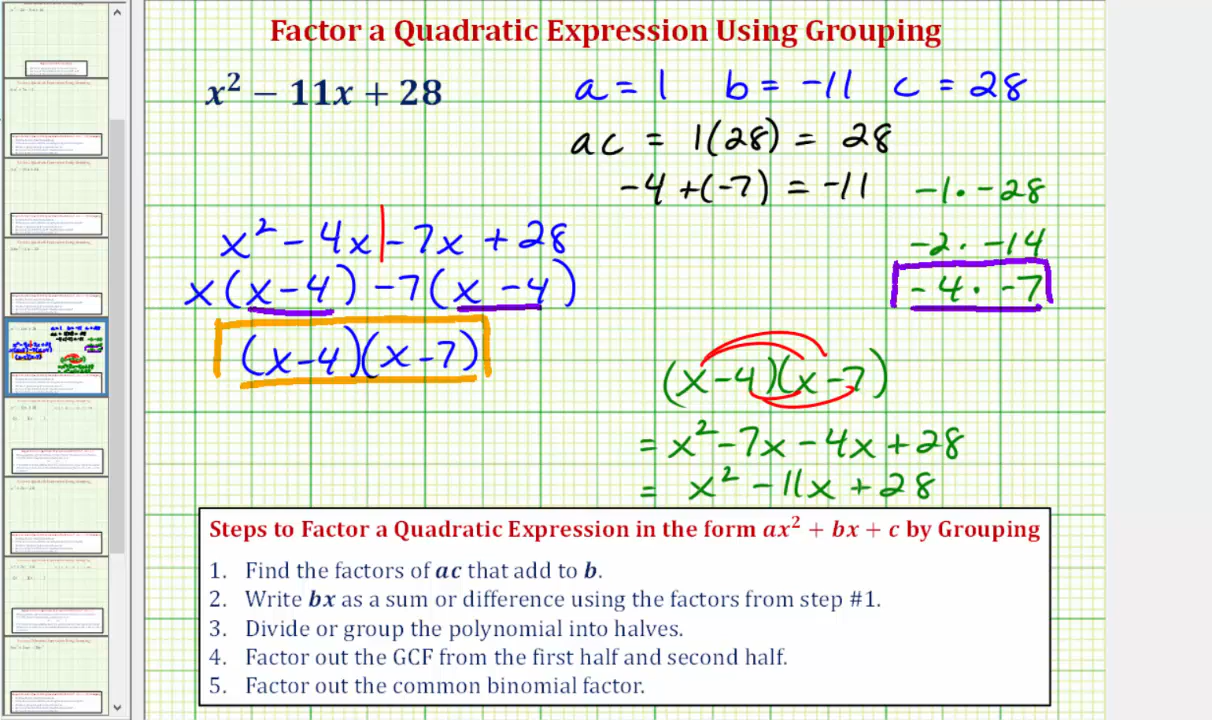 Factor a Quadratic Expression Using Grouping
x² − 11x + 28
a = 1 b = -11 c = 28
ac = 1(28) = 28
-4 +(-7) = -11
-1 · -28
-2 · -14
-4 · -7
x² - 4x | - 7x + 28
x(x-4) -7(x -4)
(x-4)(x-7)
(x-4)(x-7)
= x² -7x -4x +28
= x² -11x +28
Steps to Factor a Quadratic Expression in the form ax² + bx + c by Grouping
1. Find the factors of ac that add to b.
2. Write bx as a sum or difference using the factors from step #1.
3. Divide or group the polynomial into halves.
4. Factor out the GCF from the first half and second half.
5. Factor out the common binomial factor.